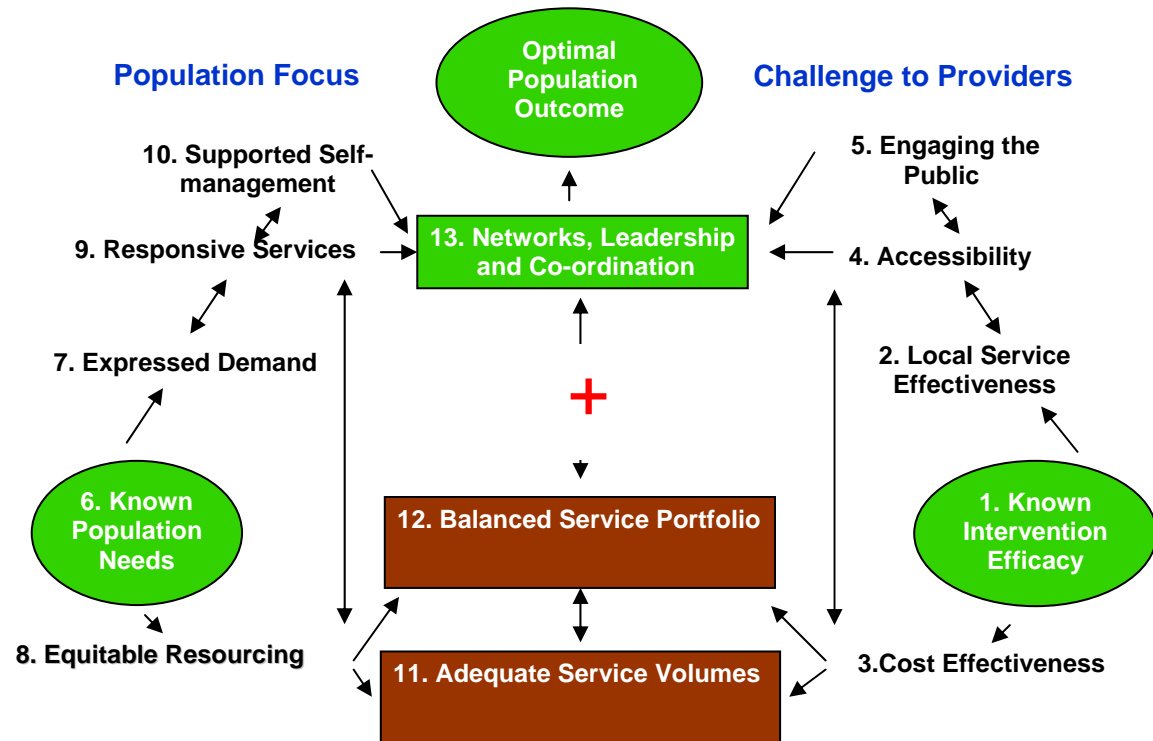 Optimal
Population
Outcome
Population Focus
Challenge to Providers
10. Supported Self-
management
5. Engaging the
Public
9. Responsive Services
13. Networks, Leadership
and Co-ordination
4. Accessibility
7. Expressed Demand
2. Local Service
Effectiveness
+
6. Known
Population
Needs
12. Balanced Service Portfolio
1. Known
Intervention
Efficacy
8. Equitable Resourcing
11. Adequate Service Volumes
3.Cost Effectiveness